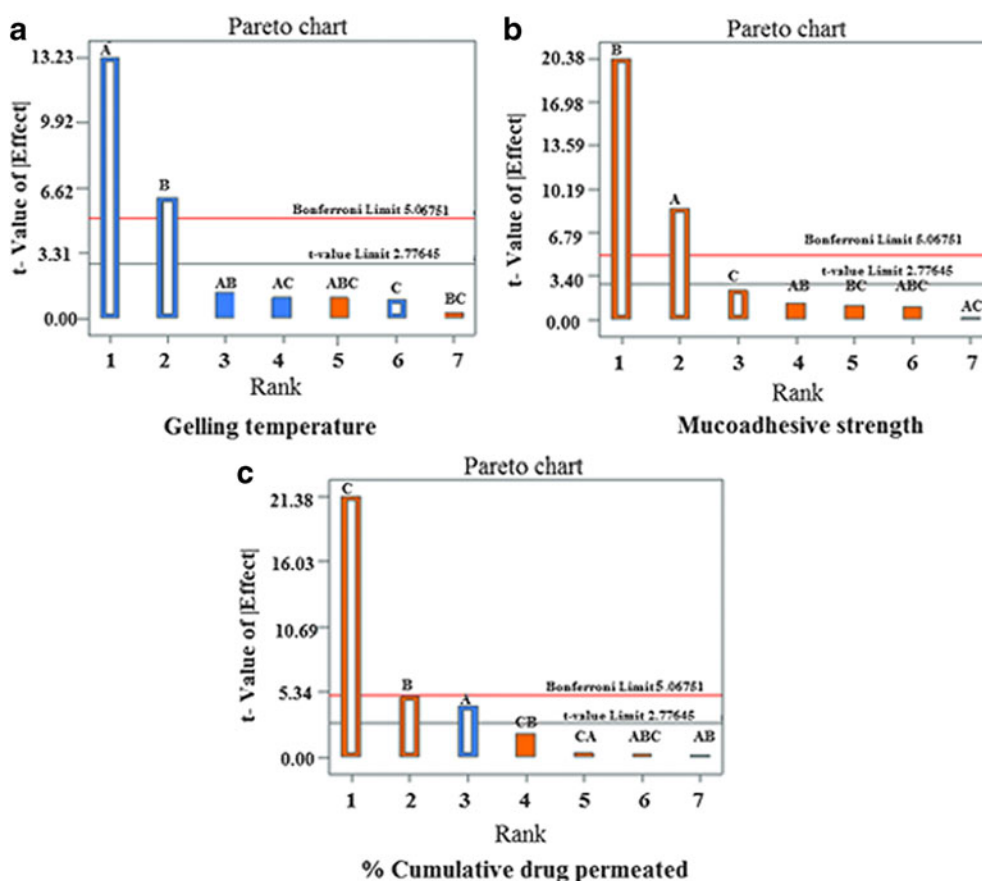 a
Pareto chart
t- Value of |Effect|
13.23
9.92
6.62
3.31
0.00
A
B
Bonferroni Limit 5.06751
t-value Limit 2.77645
AB
AC
ABC
C
BC
1 2 3 4 5 6 7
Rank
Gelling temperature
b
Pareto chart
t- Value of |Effect|
20.38
16.98
13.59
10.19
6.79
3.40
0.00
B
A
Bonferroni Limit 5.06751
t-value Limit 2.77645
C
AB
BC
ABC
AC
1 2 3 4 5 6 7
Rank
Mucoadhesive strength
c
Pareto chart
t- Value of |Effect|
21.38
16.03
10.69
5.34
0.00
C
B
A
Bonferroni Limit 5.06751
t-value Limit 2.77645
CB
CA
ABC
AB
1 2 3 4 5 6 7
Rank
% Cumulative drug permeated